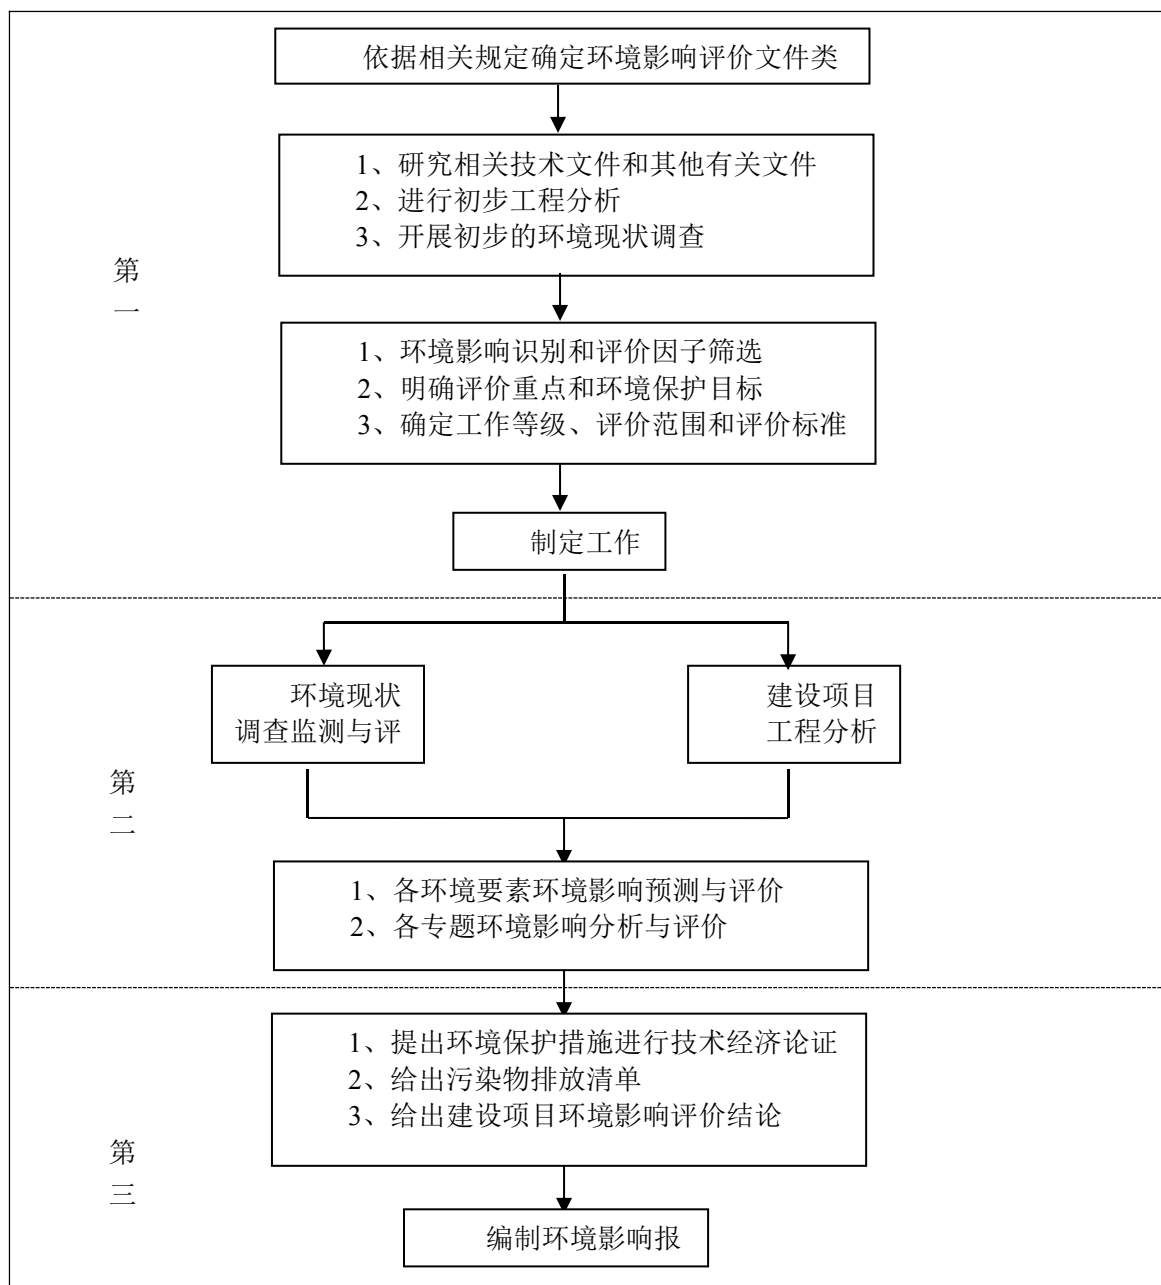 依据相关规定确定环境影响评价文件类
1、研究相关技术文件和其他有关文件
2、进行初步工程分析
3、开展初步的环境现状调查
第
一
1、环境影响识别和评价因子筛选
2、明确评价重点和环境保护目标
3、确定工作等级、评价范围和评价标准
制定工作
环境现状
调查监测与评
建设项目
工程分析
第
二
1、各环境要素环境影响预测与评价
2、各专题环境影响分析与评价
1、提出环境保护措施进行技术经济论证
2、给出污染物排放清单
3、给出建设项目环境影响评价结论
第
三
编制环境影响报